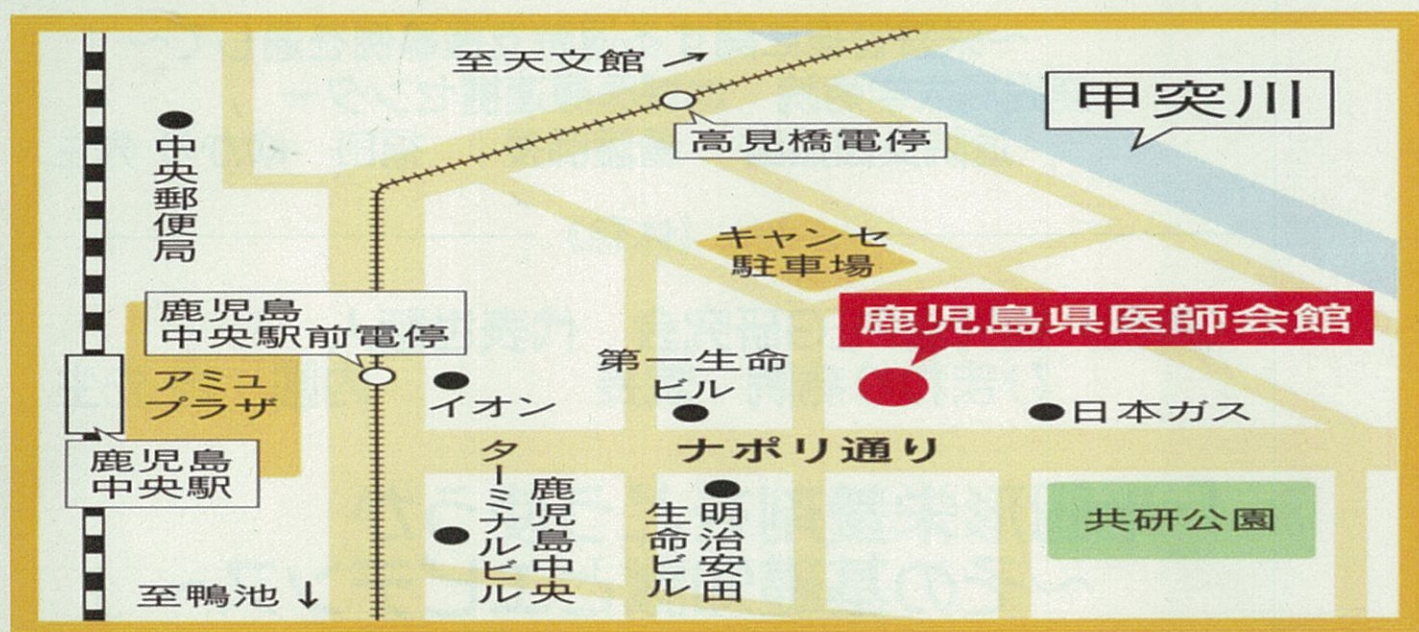 至天文館↗
甲突川
高見橋電停
中央郵便局
キャンセ
駐車場
鹿児島
中央駅前電停
鹿児島県医師会館
アミュ
プラザ
イオン
第一生命
ビル
日本ガス
ナポリ通り
鹿児島
中央駅
鹿児島中央
ターミナルビル
明治安田
生命ビル
共研公園
至鴨池↓